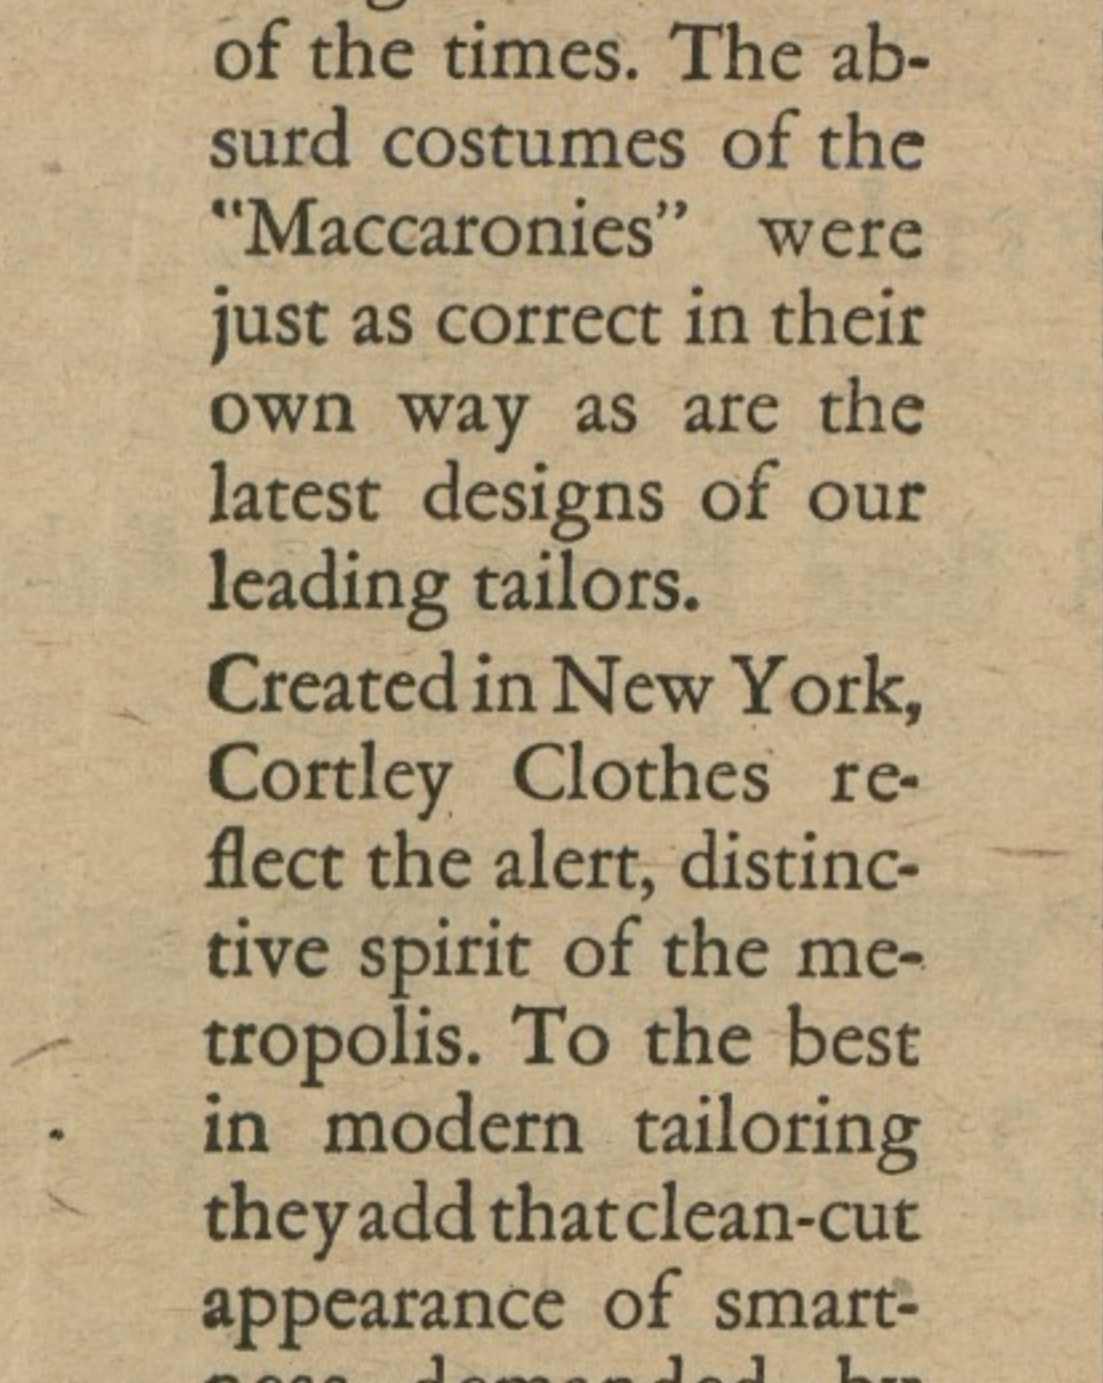 of the times. The ab-
surd costumes of the
"Maccaronies" were
just as correct in their
own way as are the
latest designs of our
leading tailors.
Created in New York,
Cortley Clothes re-
flect the alert, distinc-
tive spirit of the me-
tropolis. To the best
in modern tailoring
they add that clean-cut
appearance of smart-
ness demanded by